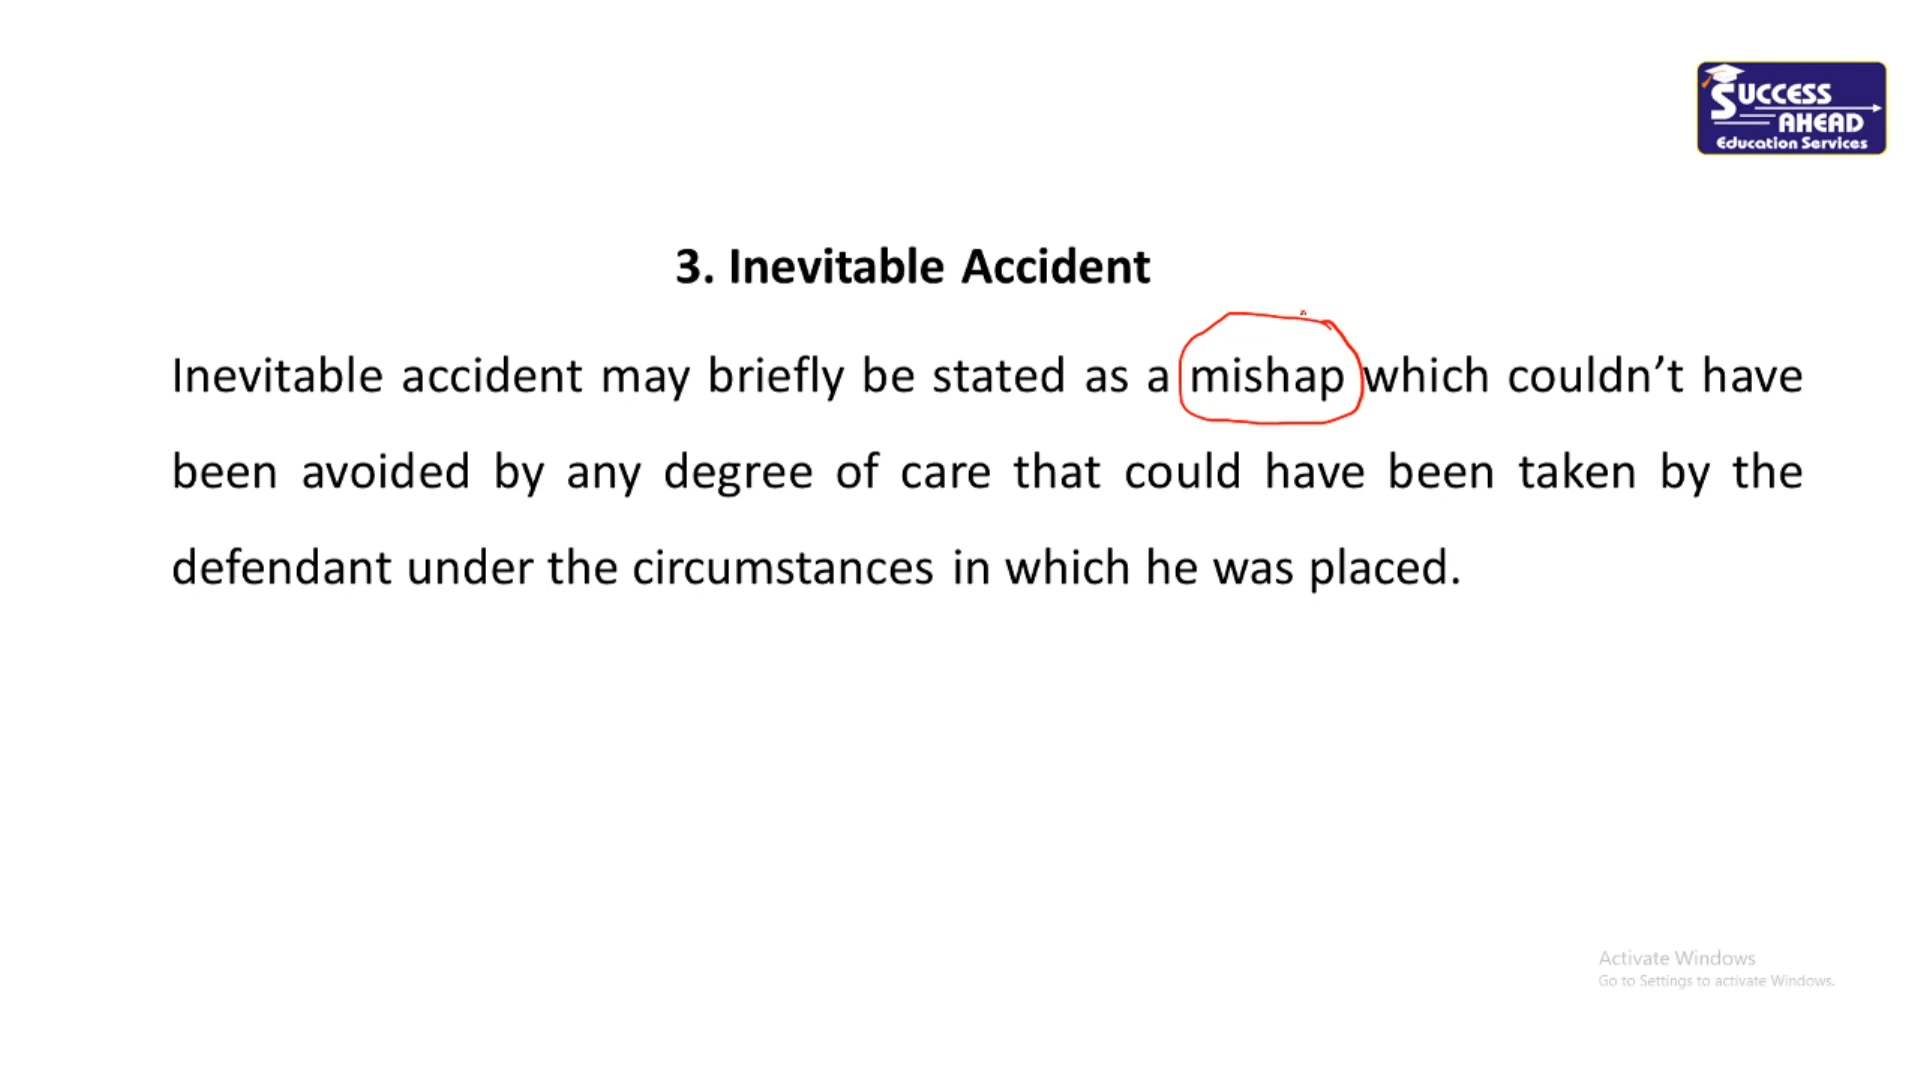 SUCCESS
AHEAD
Education Services
3. Inevitable Accident
Inevitable accident may briefly be stated as a mishap which couldn’t have
been avoided by any degree of care that could have been taken by the
defendant under the circumstances in which he was placed.
Activate Windows
Go to Settings to activate Windows.